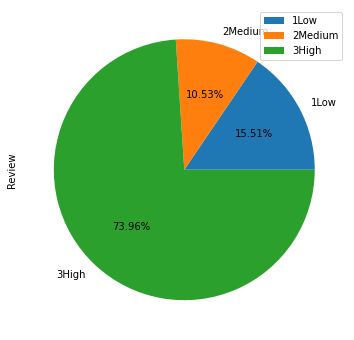 1Low
2Medium
3High
2Medium
1Low
10.53%
15.51%
Review
73.96%
3High